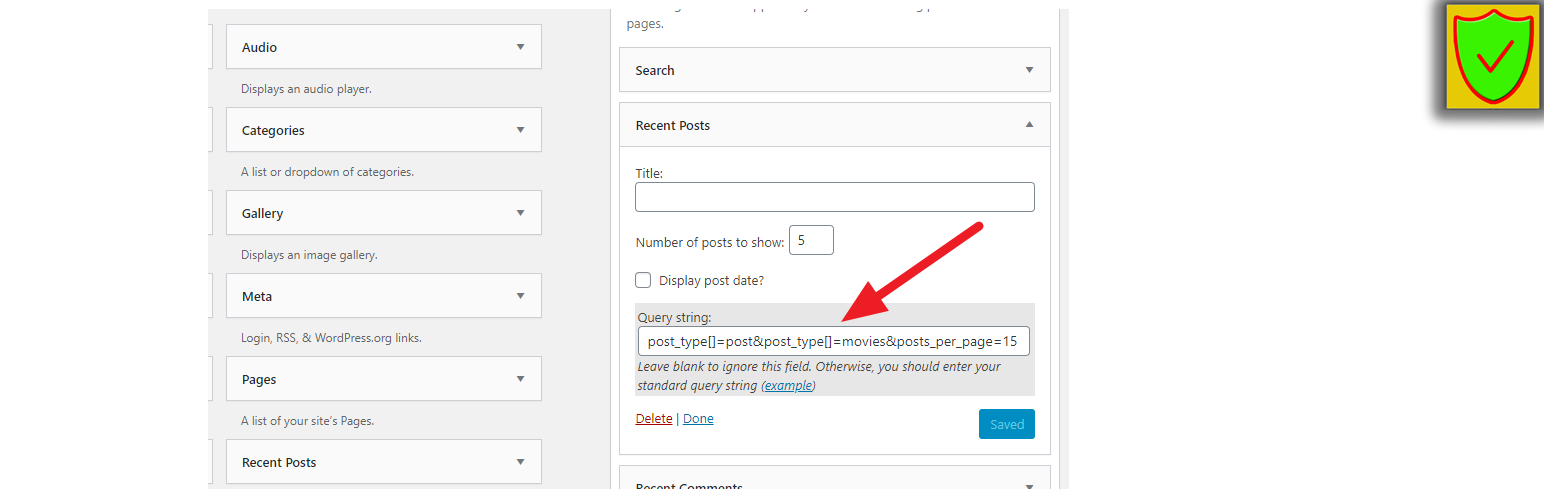 Audio
Displays an audio player.
Categories
A list or dropdown of categories.
Gallery
Displays an image gallery.
Meta
Login, RSS, & WordPress.org links.
Pages
A list of your site's Pages.
Recent Posts
pages.
Search
Recent Posts
Title:
Number of posts to show: 5
Display post date?
Query string:
post_type[]=post&post_type[]=movies&posts_per_page=15
Leave blank to ignore this field. Otherwise, you should enter your
standard query string (example)
Delete | Done
Saved
Recent Comments